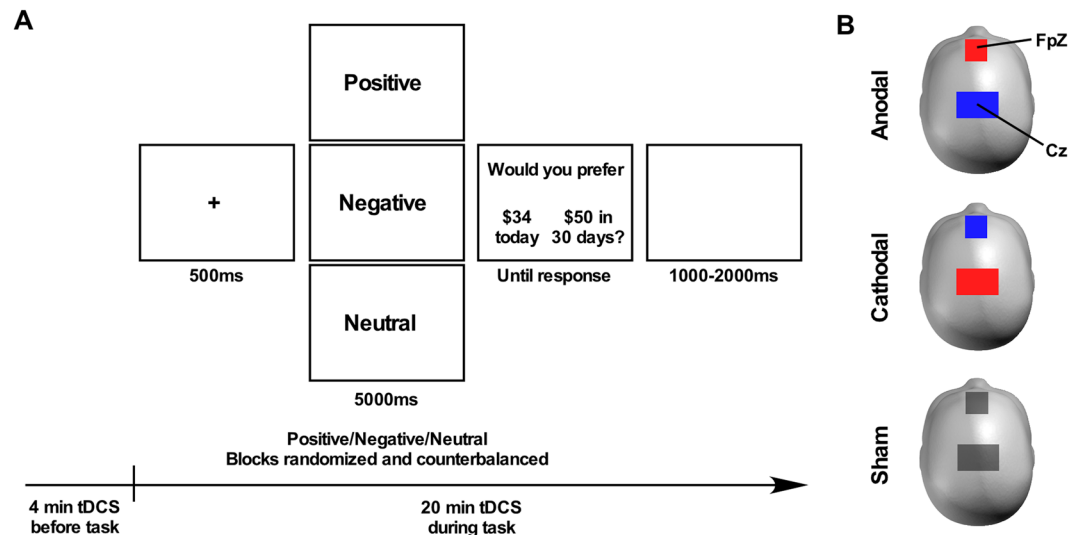 A
Positive
+
Negative
Would you prefer
$34 today
$50 in 30 days?
500ms
Until response
1000-2000ms
Neutral
5000ms
Positive/Negative/Neutral
Blocks randomized and counterbalanced
4 min tDCS
before task
20 min tDCS
during task
B
Anodal
FpZ
Cz
Cathodal
Sham